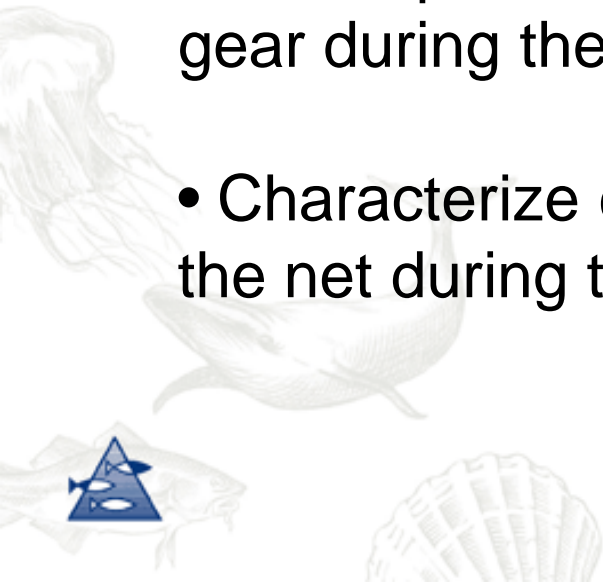 gear during the
• Characterize
the net during t